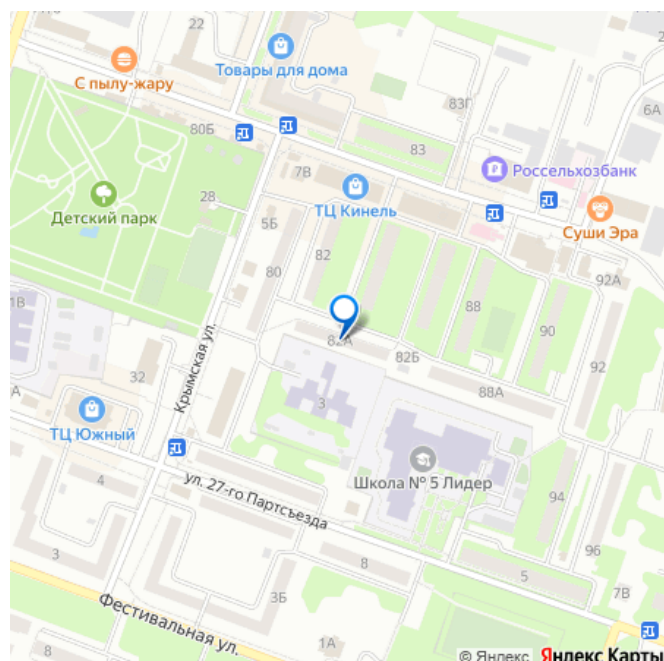 22
2
6А
С пылу-жару
Товары для дома
83Г
80Б
83
7В
Россельхозбанк
28
ТЦ Кинель
Детский парк
Суши Эра
5Б
82
80
92А
1В
88
90
82А
82Б
92
Крымская ул.
32
88А
А
3
ТЦ Южный
Школа № 5 Лидер
4
ул. 27-го Партсъезда
94
3
8
96
5
3Б
7В
Фестивальная ул.
1А
8
© Яндекс Яндекс Карты